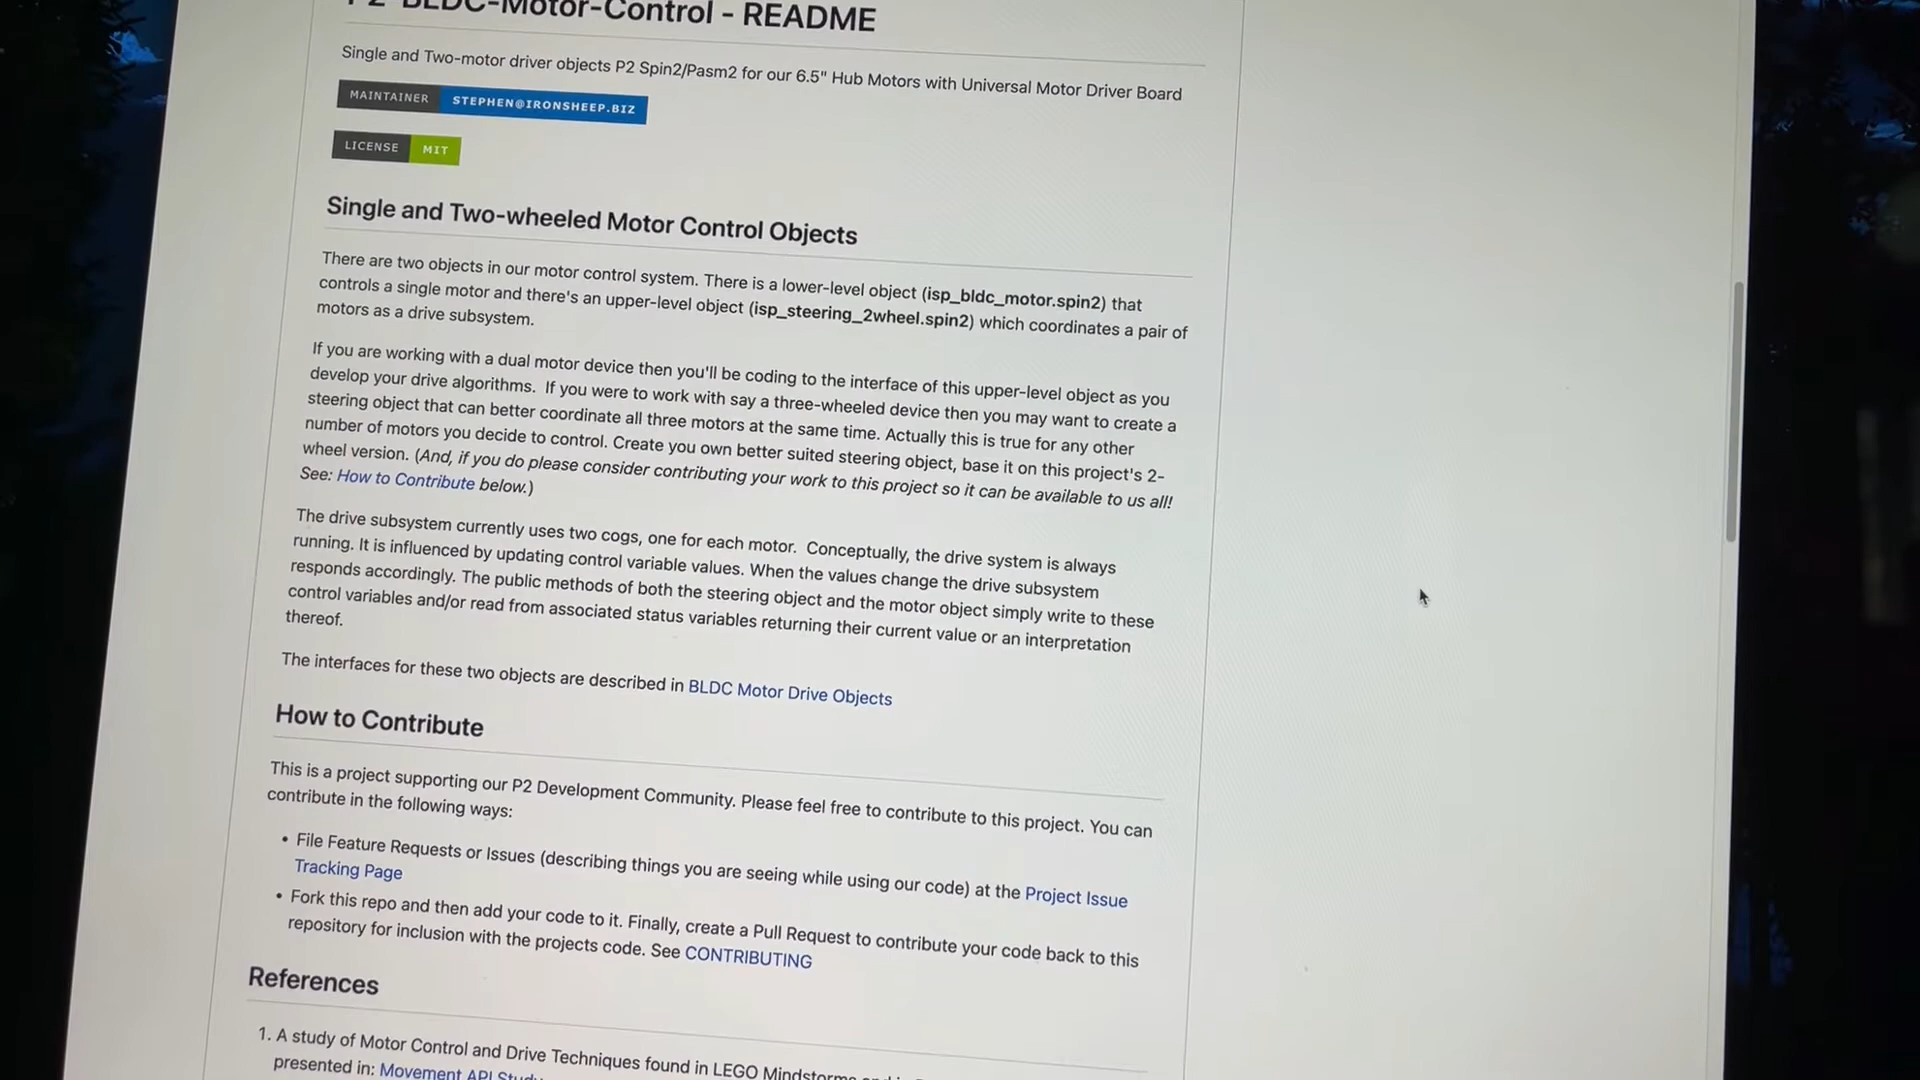 P2-BLDC-Motor-Control - README
Single and Two-motor driver objects P2 Spin2/Pasm2 for our 6.5" Hub Motors with Universal Motor Driver Board
MAINTAINER STEPHEN@IRONSHEEP.BIZ
LICENSE MIT
Single and Two-wheeled Motor Control Objects
There are two objects in our motor control system. There is a lower-level object (isp_bldc_motor.spin2) that
controls a single motor and there's an upper-level object (isp_steering_2wheel.spin2) which coordinates a pair of
motors as a drive subsystem.
If you are working with a dual motor device then you'll be coding to the interface of this upper-level object as you
develop your drive algorithms. If you were to work with say a three-wheeled device then you may want to create a
steering object that can better coordinate all three motors at the same time. Actually this is true for any other
number of motors you decide to control. Create you own better suited steering object, base it on this project's 2-
wheel version. (And, if you do please consider contributing your work to this project so it can be available to us all!
See: How to Contribute below.)
The drive subsystem currently uses two cogs, one for each motor. Conceptually, the drive system is always
running. It is influenced by updating control variable values. When the values change the drive subsystem
responds accordingly. The public methods of both the steering object and the motor object simply write to these
control variables and/or read from associated status variables returning their current value or an interpretation
thereof.
The interfaces for these two objects are described in BLDC Motor Drive Objects
How to Contribute
This is a project supporting our P2 Development Community. Please feel free to contribute to this project. You can
contribute in the following ways:
• File Feature Requests or Issues (describing things you are seeing while using our code) at the Project Issue
Tracking Page
• Fork this repo and then add your code to it. Finally, create a Pull Request to contribute your code back to this
repository for inclusion with the projects code. See CONTRIBUTING
References
1. A study of Motor Control and Drive Techniques found in LEGO Mindstorms
presented in: Movement API Study